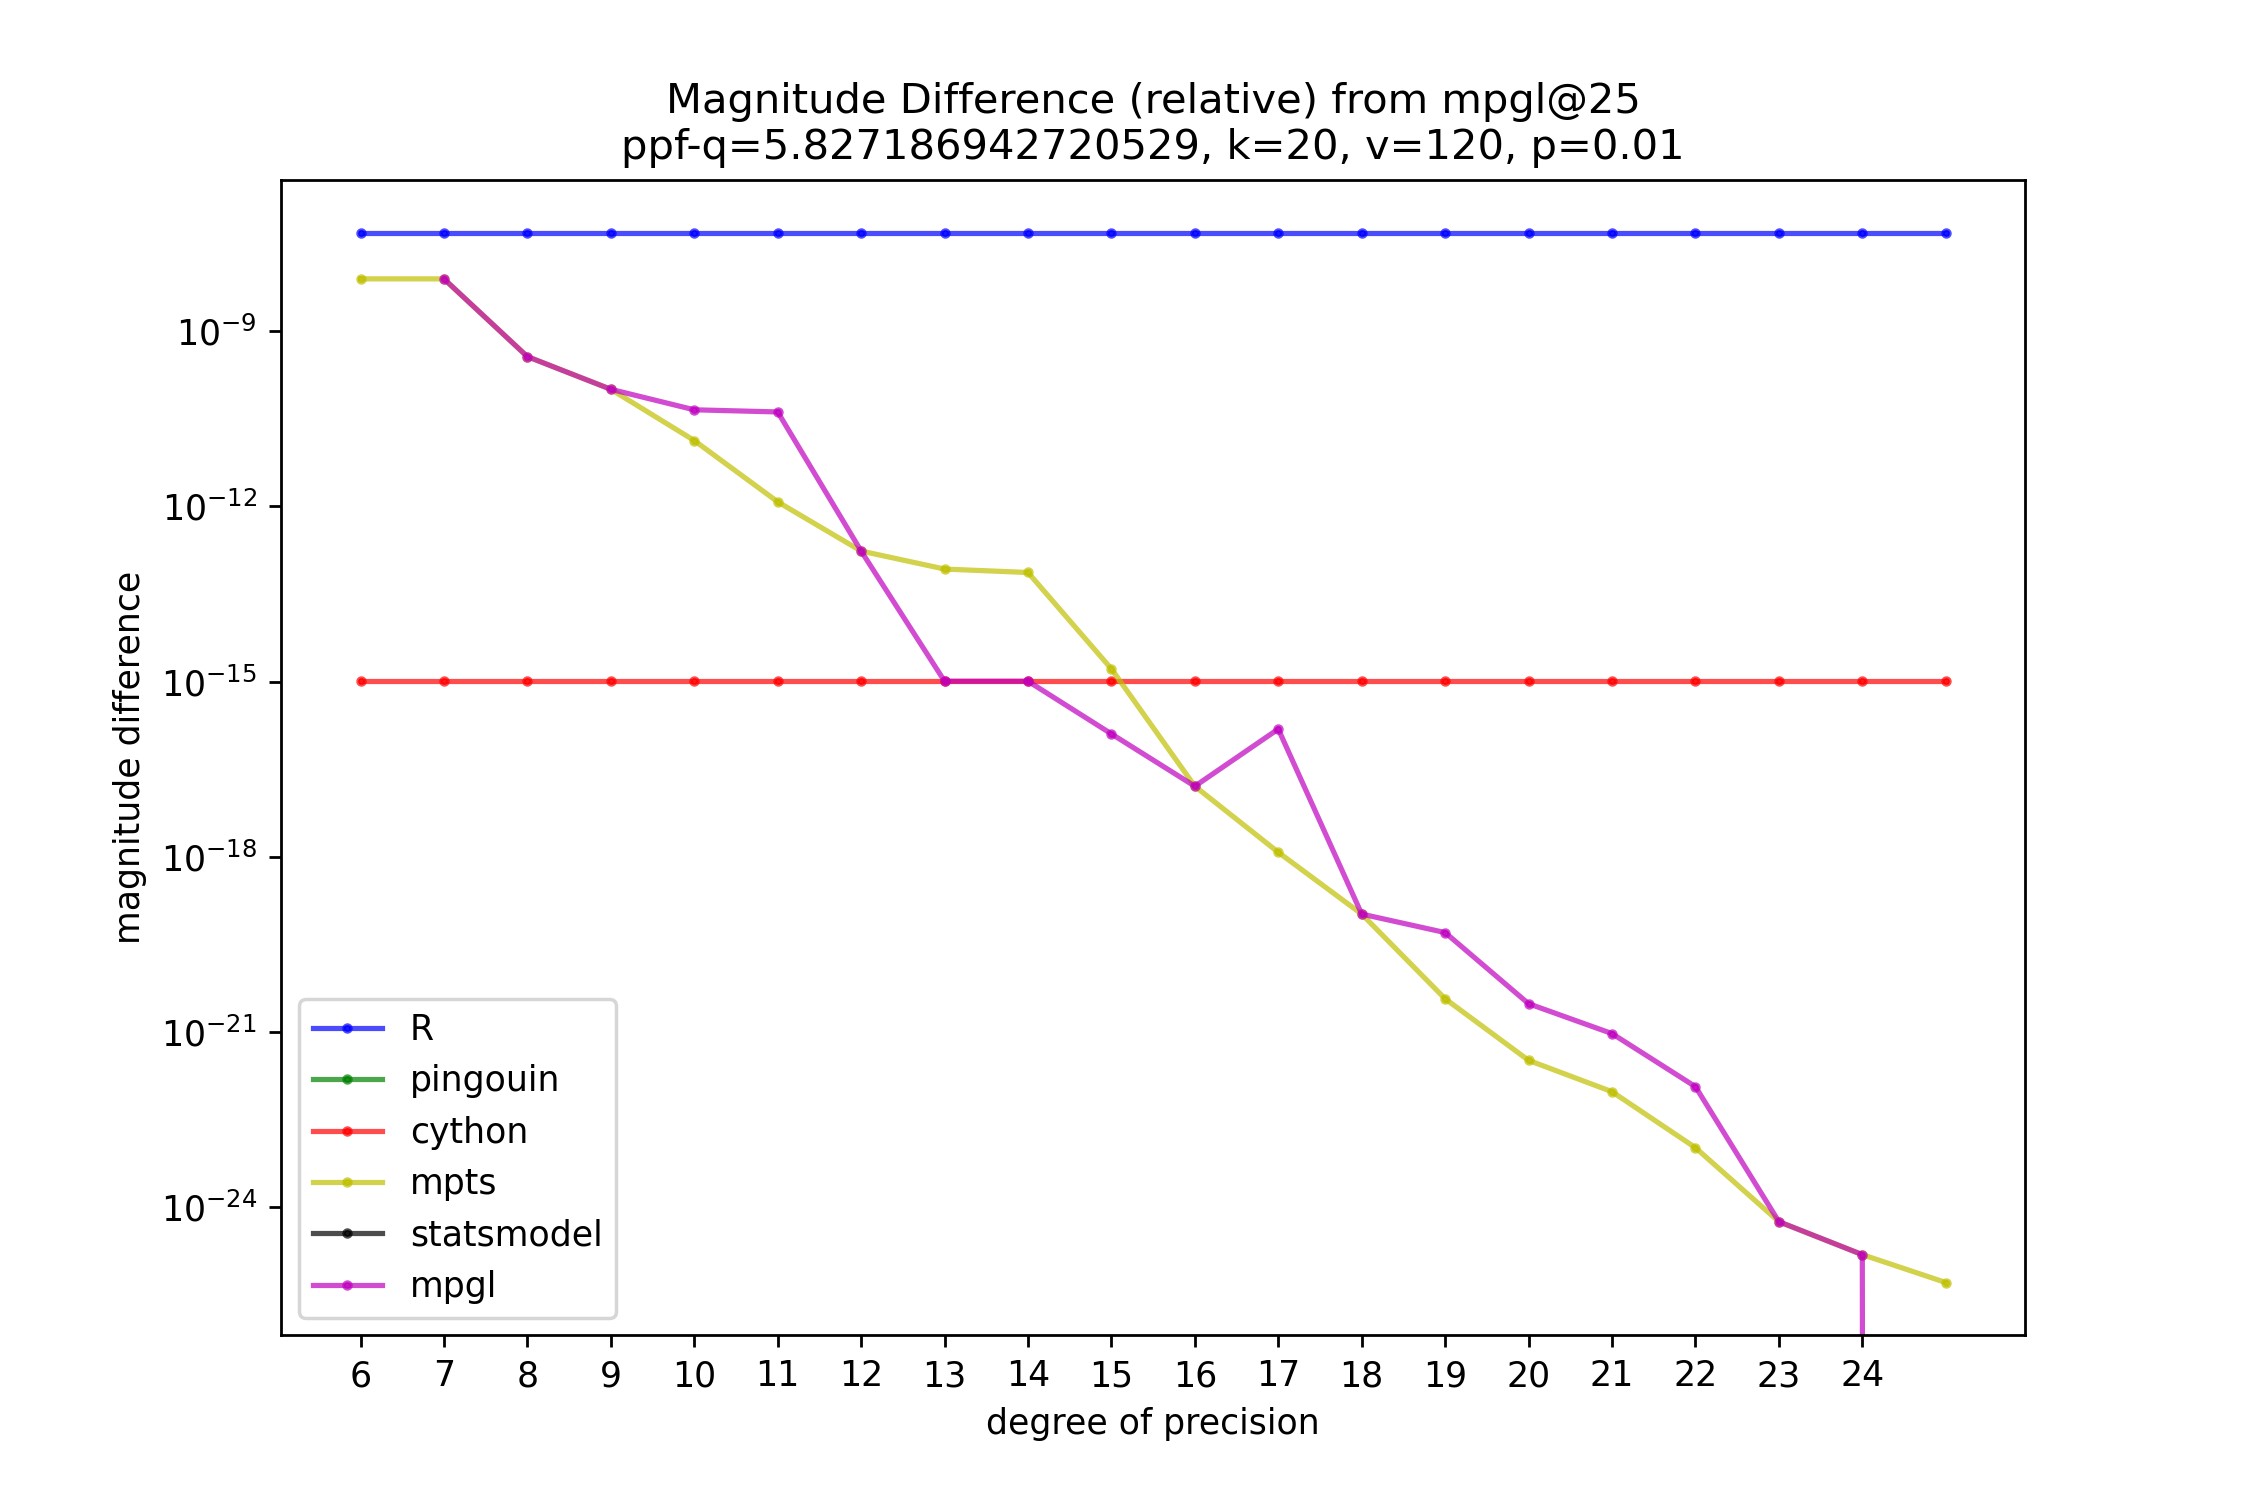 Magnitude Difference (relative) from mpgl@25
ppf-q=5.827186942720529, k=20, v=120, p=0.01
magnitude difference
10⁻⁹
10⁻¹²
10⁻¹⁵
10⁻¹⁸
10⁻²¹
10⁻²⁴
R
pingouin
cython
mpts
statsmodel
mpgl
6 7 8 9 10 11 12 13 14 15 16 17 18 19 20 21 22 23 24
degree of precision